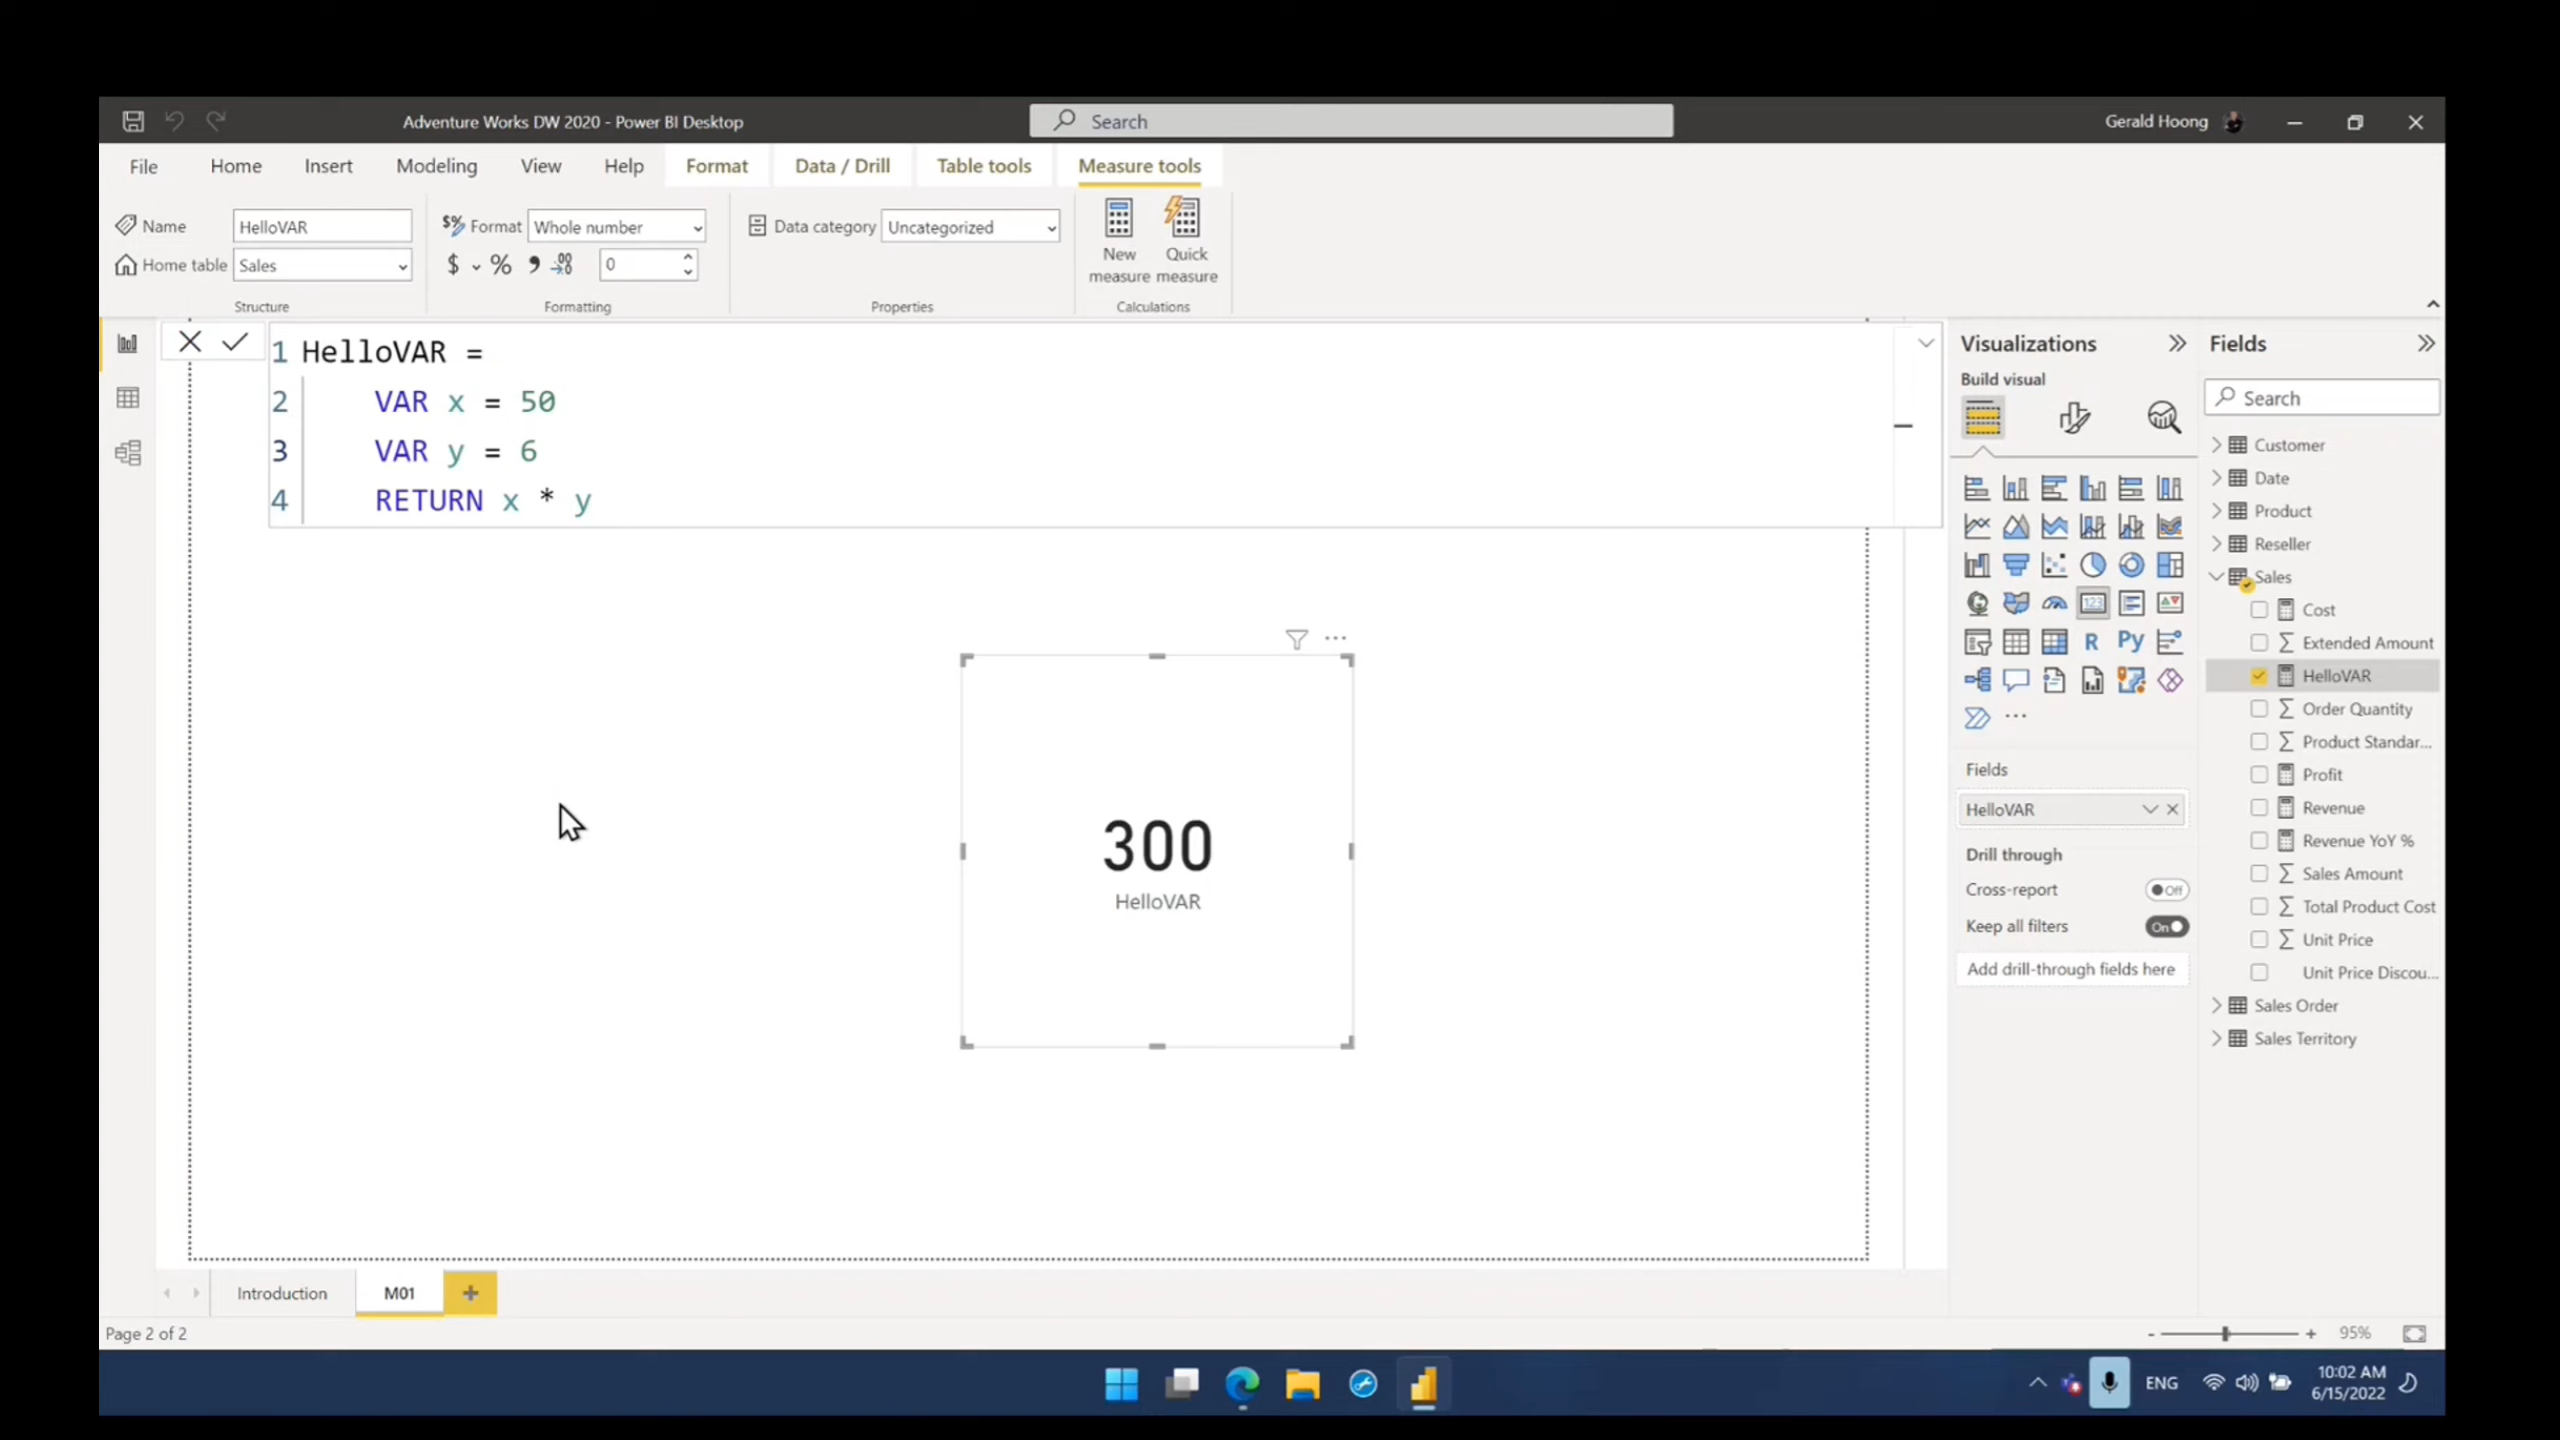 Adventure Works DW 2020 - Power BI Desktop
Search
Gerald Hoong
File Home Insert Modeling View Help Format Data / Drill Table tools Measure tools
Name HelloVAR
Home table Sales
Structure
$% Format Whole number
$ % 9 .00 0
Formatting
Data category Uncategorized
Properties
New measure
Quick measure
Calculations
1 HelloVAR =
2 VAR x = 50
3 VAR y = 6
4 RETURN x * y
300
HelloVAR
Visualizations
Build visual
123
R Py
...
Fields
HelloVAR
Drill through
Cross-report Off
Keep all filters On
Add drill-through fields here
Fields
Search
Customer
Date
Product
Reseller
Sales
Cost
Extended Amount
HelloVAR
Order Quantity
Product Standar...
Profit
Revenue
Revenue YoY %
Sales Amount
Total Product Cost
Unit Price
Unit Price Discou...
Sales Order
Sales Territory
Introduction M01 +
Page 2 of 2
- + 95%
ENG
10:02 AM
6/15/2022